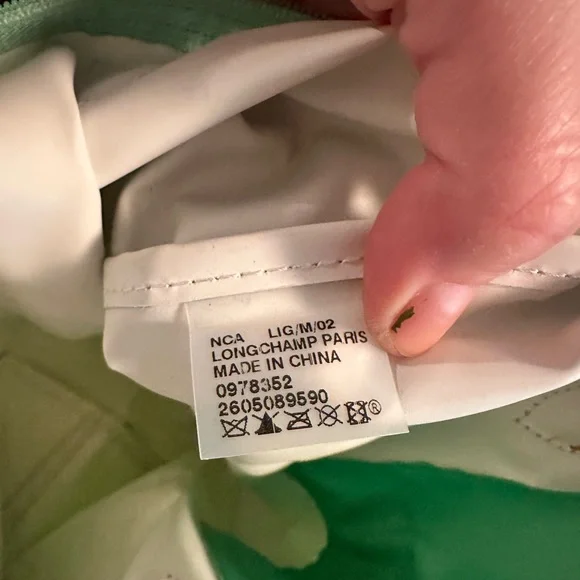 NCA LIG/M/02
LONGCHAMP PARIS
MADE IN CHINA
0978352
2605089590
®